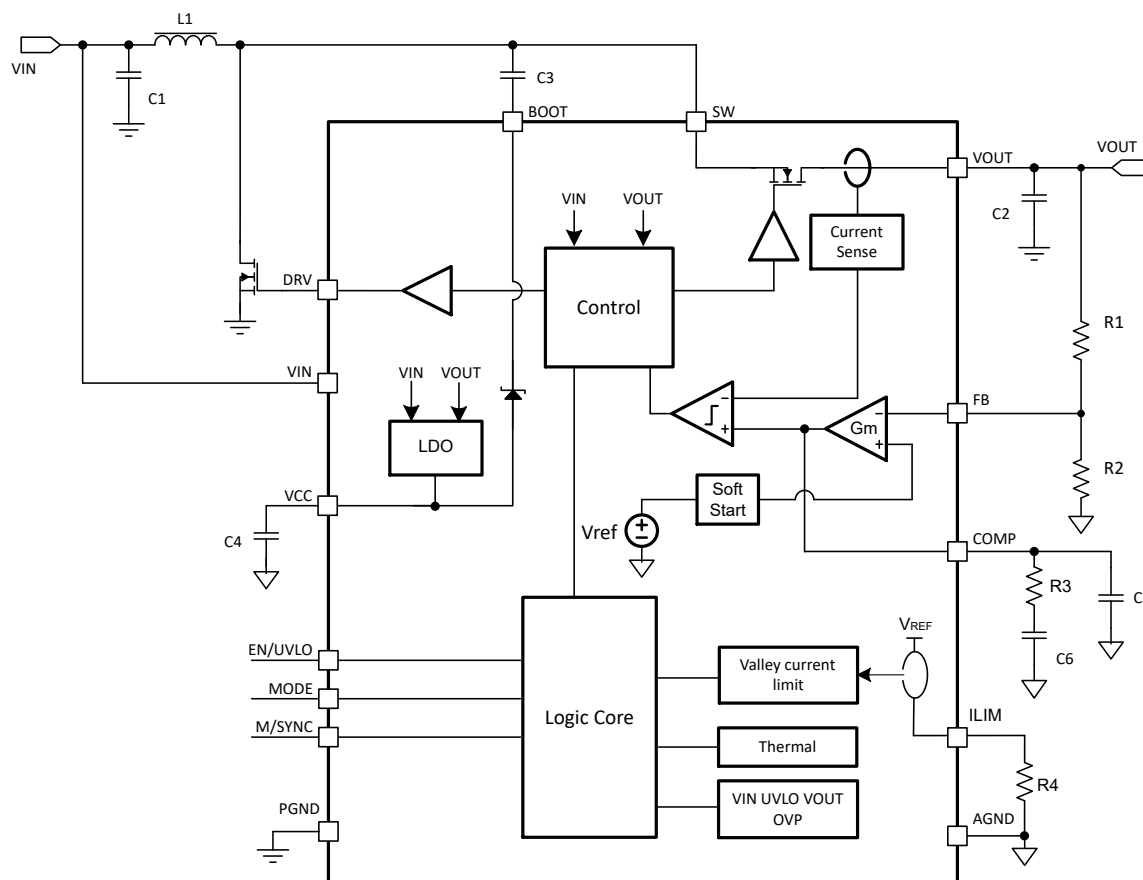 L1
VIN
C1
C3
BOOT
SW
VOUT
VOUT
C2
VIN
VOUT
Current
Sense
DRV
Control
R1
VIN
VIN
VOUT
FB
Gm
LDO
R2
Soft
Start
VCC
C4
Vref
COMP
R3
C
C6
VREF
EN/UVLO
Valley current
limit
MODE
Logic Core
M/SYNC
ILIM
Thermal
R4
PGND
VIN UVLO VOUT
OVP
AGND